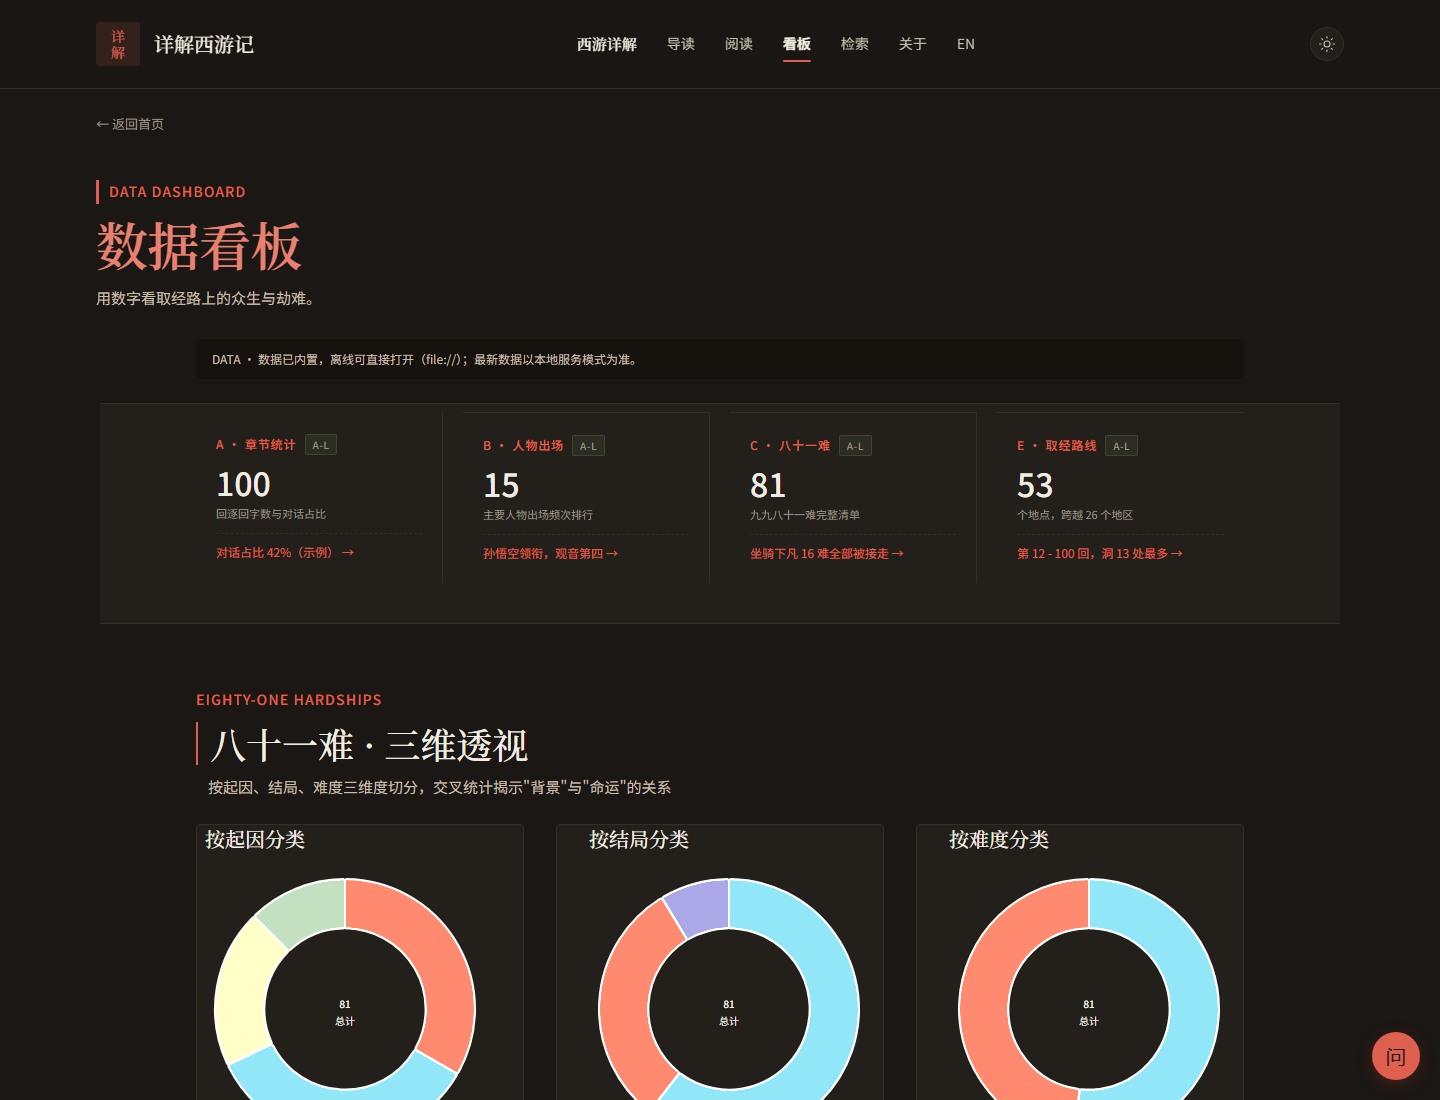 详解
详解西游记
西游详解 导读 阅读 看板 检索 关于 EN
← 返回首页
DATA DASHBOARD
数据看板
用数字看取经路上的众生与劫难。
DATA · 数据已内置，离线可直接打开（file://）；最新数据以本地服务模式为准。
A · 章节统计 A-L
100
回逐回字数与对话占比
对话占比 42%（示例） →
B · 人物出场 A-L
15
主要人物出场频次排行
孙悟空领衔，观音第四 →
C · 八十一难 A-L
81
九九八十一难完整清单
坐骑下凡 16 难全部被接走 →
E · 取经路线 A-L
53
个地点，跨越 26 个地区
第 12 - 100 回，洞 13 处最多 →
EIGHTY-ONE HARDSHIPS
八十一难 · 三维透视
按起因、结局、难度三维度切分，交叉统计揭示"背景"与"命运"的关系
按起因分类
81
总计
按结局分类
81
总计
按难度分类
81
总计
问